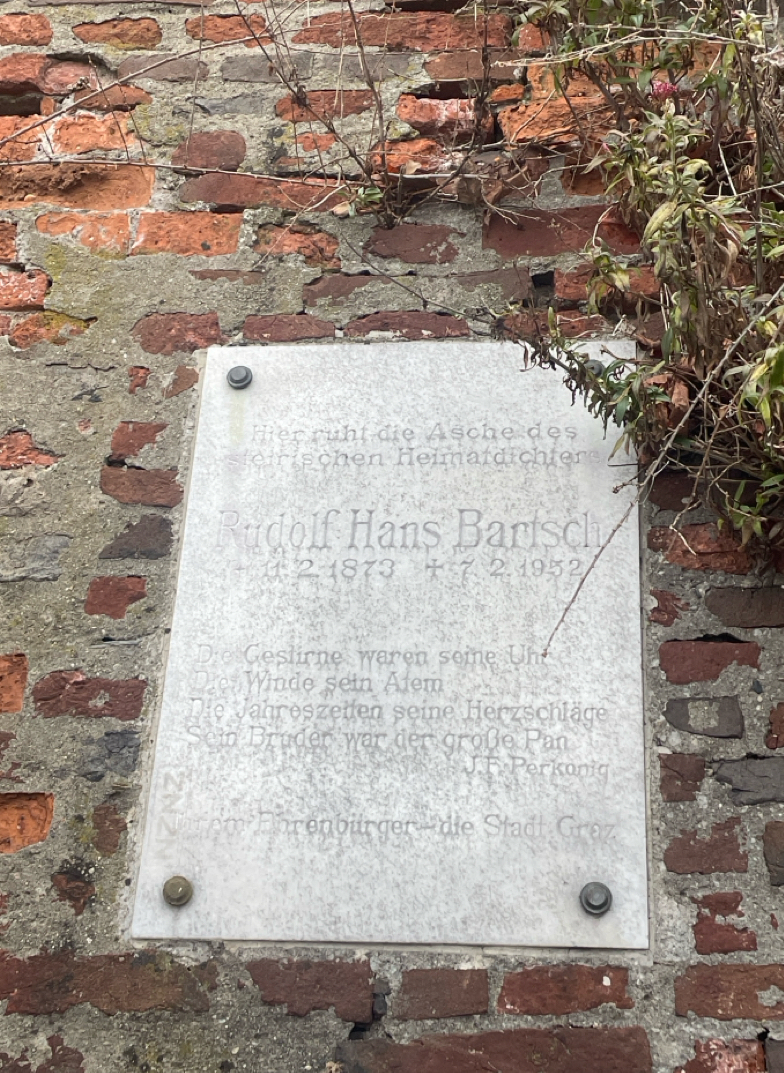 Hier ruht die Asche des
steirischen Heimatdichters
Rudolf Hans Bartsch
* 11. 2. 1873 + 7. 2. 1952
Die Gestirne waren seine Uhr
Die Winde sein Atem
Die Jahreszeiten seine Herzschläge
Sein Bruder war der große Pan
J.F. Perkonig
Ihrem Ehrenbürger – die Stadt Graz